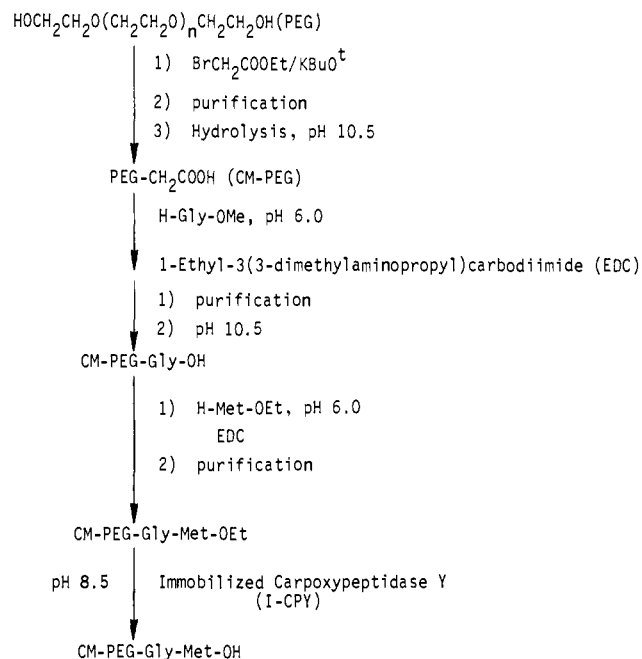 HOCH₂CH₂O(CH₂CH₂O)ₙCH₂CH₂OH(PEG)
1) BrCH₂COOEt/KBuOᵗ
2) purification
3) Hydrolysis, pH 10.5
PEG-CH₂COOH (CM-PEG)
H-Gly-OMe, pH 6.0
1-Ethyl-3(3-dimethylaminopropyl)carbodiimide (EDC)
1) purification
2) pH 10.5
CM-PEG-Gly-OH
1) H-Met-OEt, pH 6.0
EDC
2) purification
CM-PEG-Gly-Met-OEt
pH 8.5 Immobilized Carpoxypeptidase Y
(I-CPY)
CM-PEG-Gly-Met-OH